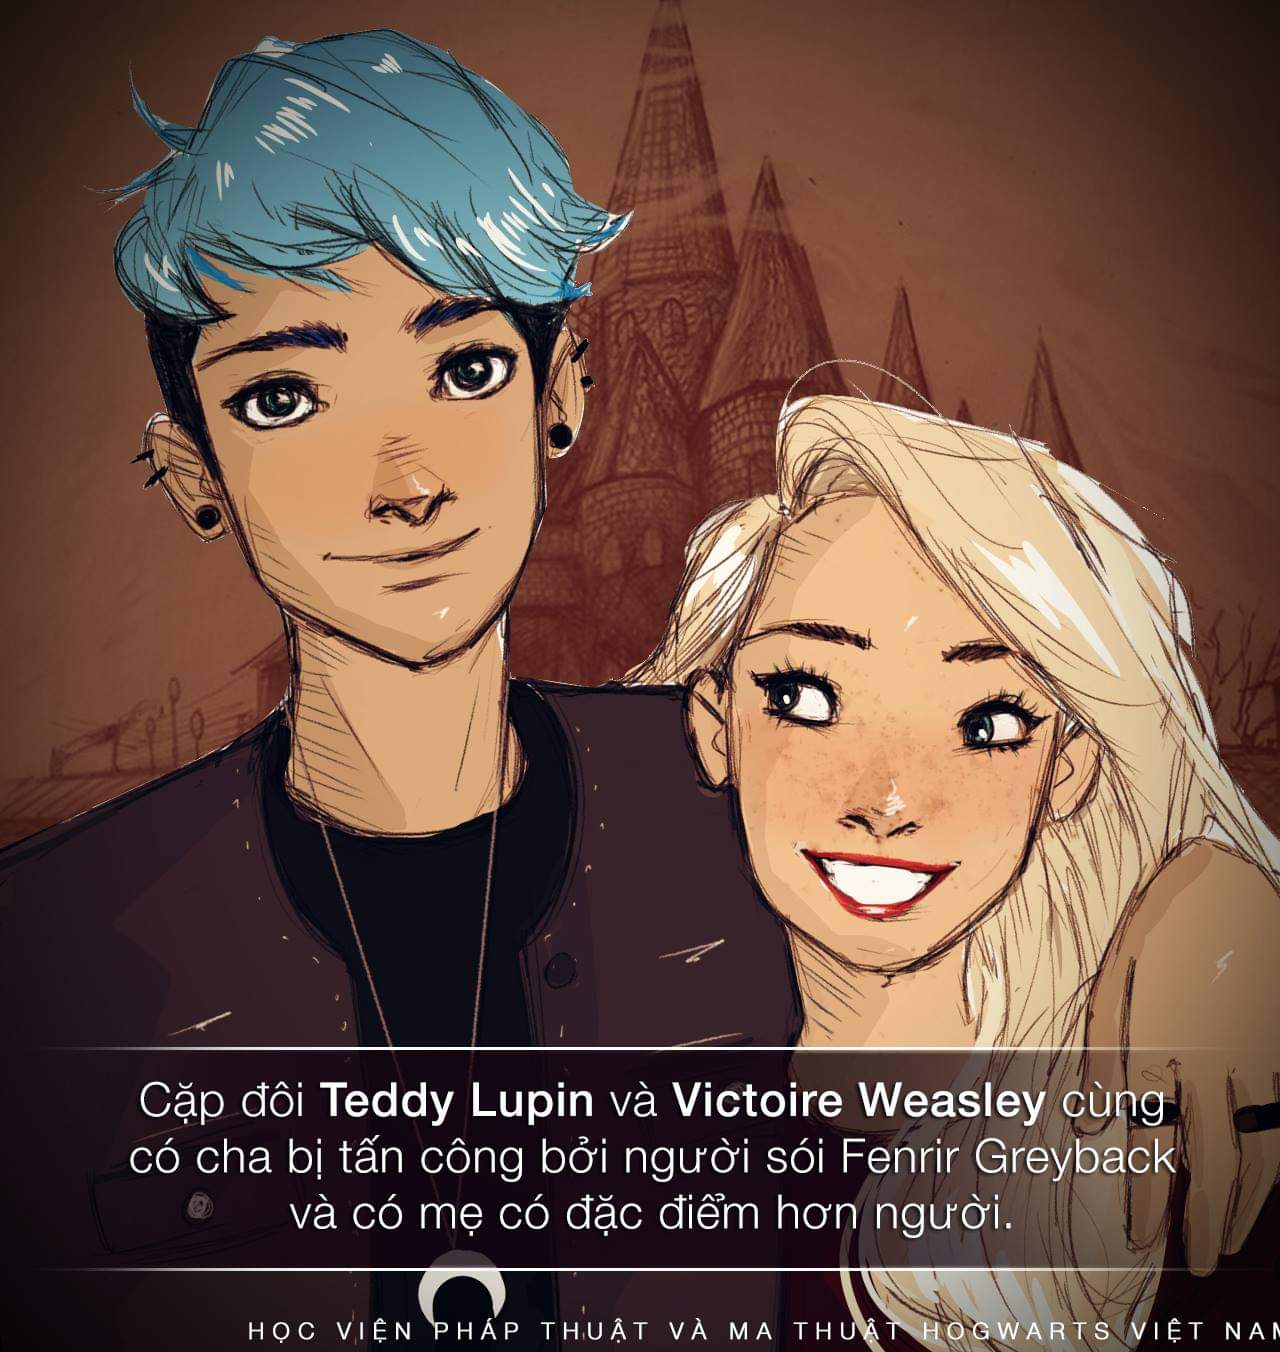 Cặp đôi Teddy Lupin và Victoire Weasley cùng
có cha bị tấn công bởi người sói Fenrir Greyback
và có mẹ có đặc điểm hơn người.
HỌC VIỆN PHÁP THUẬT VÀ MA THUẬT HOGWARTS VIỆT NAM